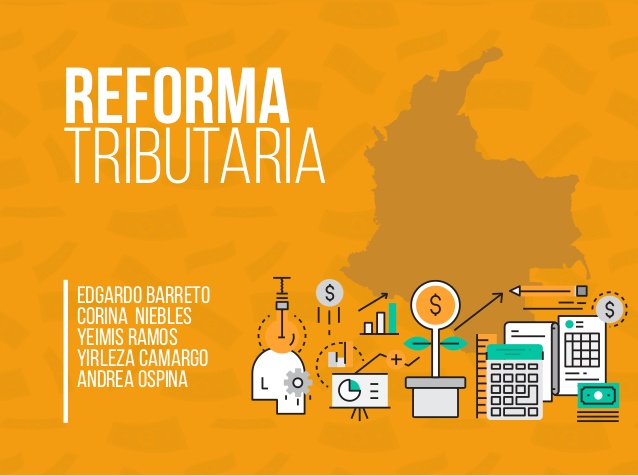 REFORMA
TRIBUTARIA
EDGARDO BARRETO
CORINA NIEBLES
YEIMIS RAMOS
YIRLEZA CAMARGO
ANDREA OSPINA
$
$
$
L